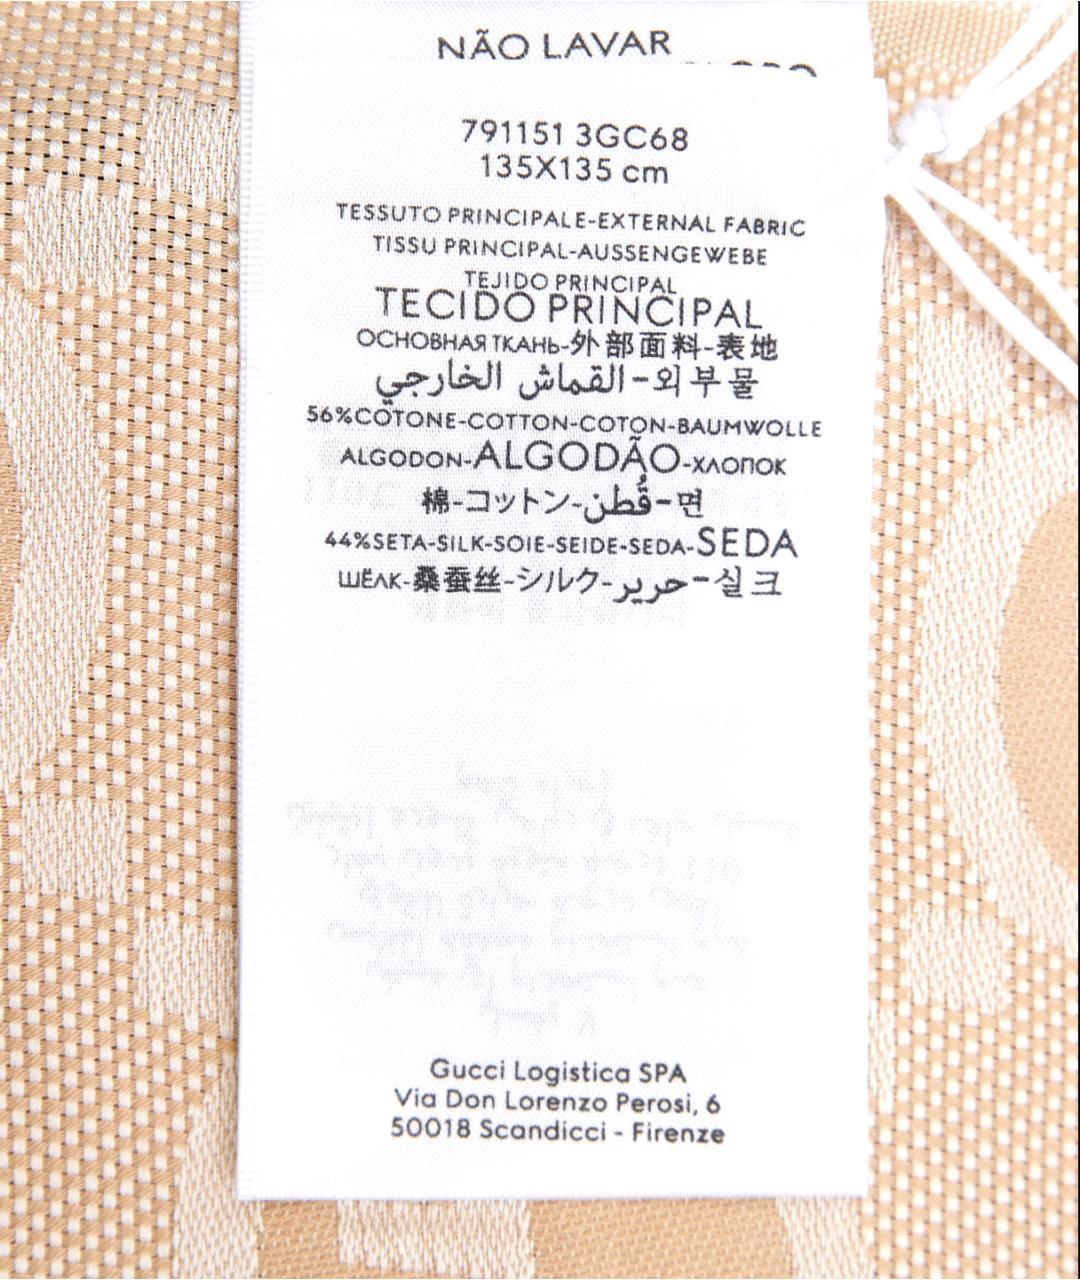 NÃO LAVAR
791151 3GC68
135X135 cm
TESSUTO PRINCIPALE-EXTERNAL FABRIC
TISSU PRINCIPAL-AUSSENGEWEBE
TEJIDO PRINCIPAL
TECIDO PRINCIPAL
ОСНОВНАЯ ТКАНЬ-外部面料-表地
القماش الخارجي-외부물
56%COTONE-COTTON-COTON-BAUMWOLLE
ALGODON-ALGODÃO-ХЛОПОК
棉-コットン-قُطن-면
44%SETA-SILK-SOIE-SEIDE-SEDA-SEDA
ШЁЛК-桑蚕丝-シルク-حرير-실크
Gucci Logistica SPA
Via Don Lorenzo Perosi, 6
50018 Scandicci - Firenze